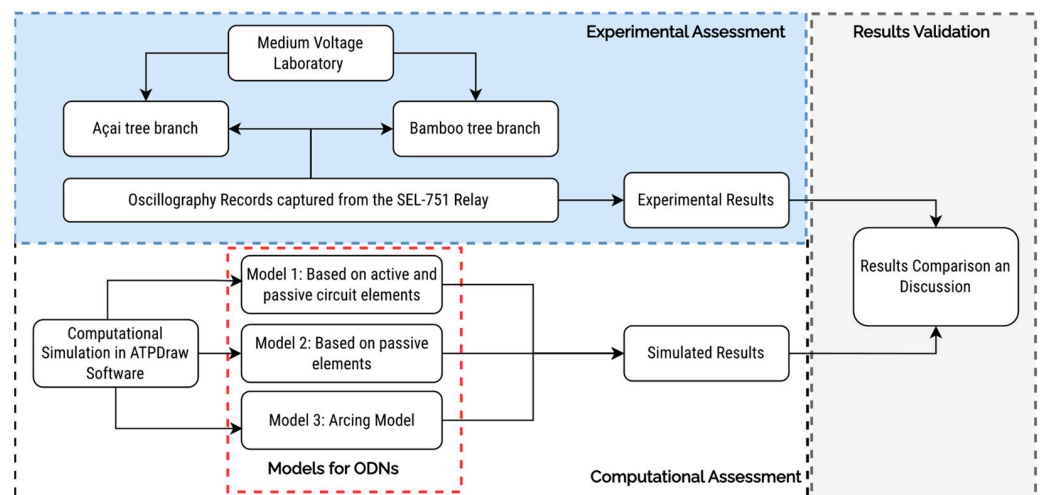 Experimental Assessment
Results Validation
Medium Voltage
Laboratory
Açai tree branch
Bamboo tree branch
Oscillography Records captured from the SEL-751 Relay
Experimental Results
Results Comparison an
Discussion
Model 1: Based on active and
passive circuit elements
Computational
Simulation in ATPDraw
Software
Model 2: Based on passive
elements
Simulated Results
Model 3: Arcing Model
Models for ODNs
Computational Assessment